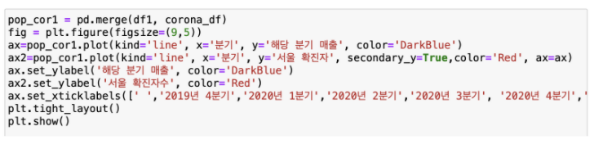 pop_cor1 = pd.merge(df1, corona_df)
fig = plt.figure(figsize=(9,5))
ax=pop_cor1.plot(kind='line', x='분기', y='해당 분기 매출', color='DarkBlue')
ax2=pop_cor1.plot(kind='line', x='분기', y='서울 확진자', secondary_y=True,color='Red', ax=ax)
ax.set_ylabel('해당 분기 매출', color='DarkBlue')
ax2.set_ylabel('서울 확진자수', color='Red')
ax.set_xticklabels([' ','2019년 4분기','2020년 1분기','2020년 2분기','2020년 3분기', '2020년 4분기','
plt.tight_layout()
plt.show()